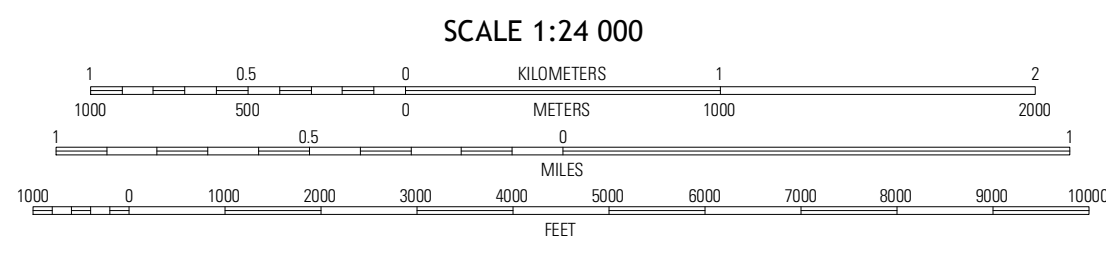 SCALE 1:24 000
1 0.5 0 KILOMETERS 1 2
1000 500 0 METERS 1000 2000
1 0.5 0 1
MILES
1000 0 1000 2000 3000 4000 5000 6000 7000 8000 9000 10000
FEET